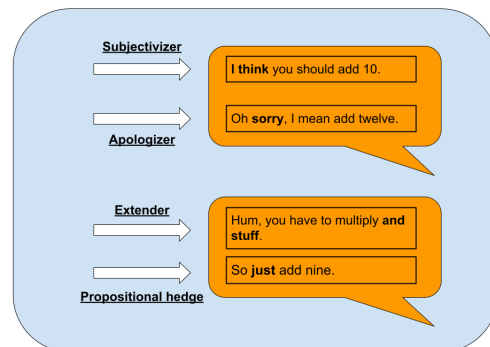 Subjectivizer
I think you should add 10.
Oh sorry, I mean add twelve.
Apologizer
Extender
Hum, you have to multiply and
stuff.
So just add nine.
Propositional hedge